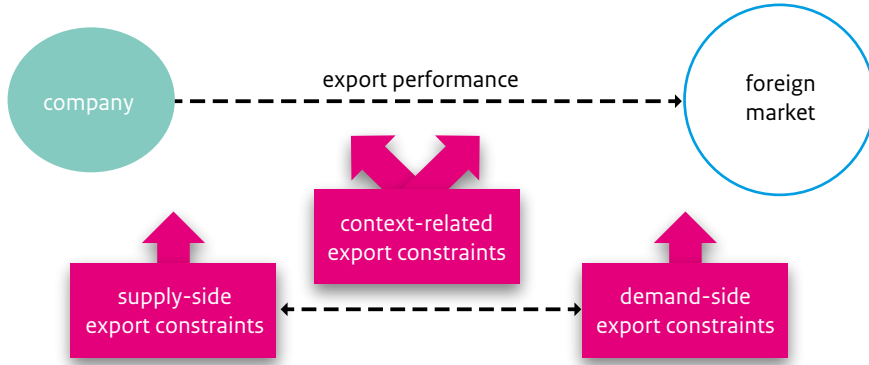 export performance
company
foreign
market
context-related
export constraints
supply-side
export constraints
demand-side
export constraints